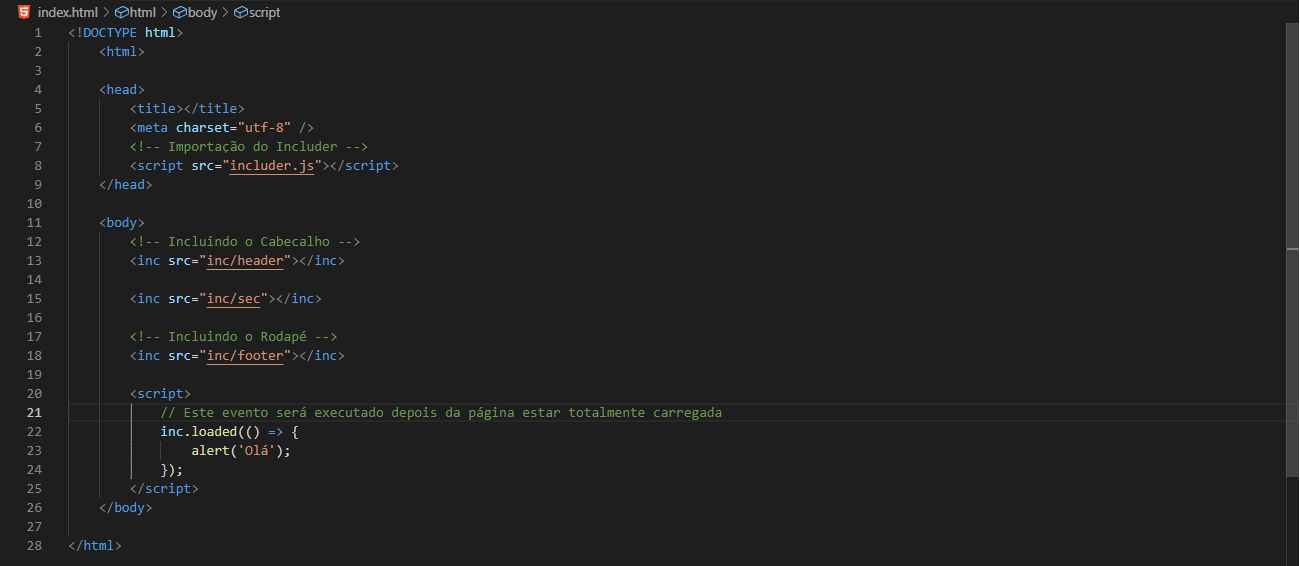 index.html > html > body > script
1 <!DOCTYPE html>
2 <html>
3
4 <head>
5 <title></title>
6 <meta charset="utf-8" />
7 <!-- Importação do Includer -->
8 <script src="includer.js"></script>
9 </head>
10
11 <body>
12 <!-- Incluindo o Cabecalho -->
13 <inc src="inc/header"></inc>
14
15 <inc src="inc/sec"></inc>
16
17 <!-- Incluindo o Rodapé -->
18 <inc src="inc/footer"></inc>
19
20 <script>
21 // Este evento será executado depois da página estar totalmente carregada
22 inc.loaded(() => {
23 alert('Olá');
24 });
25 </script>
26 </body>
27
28 </html>